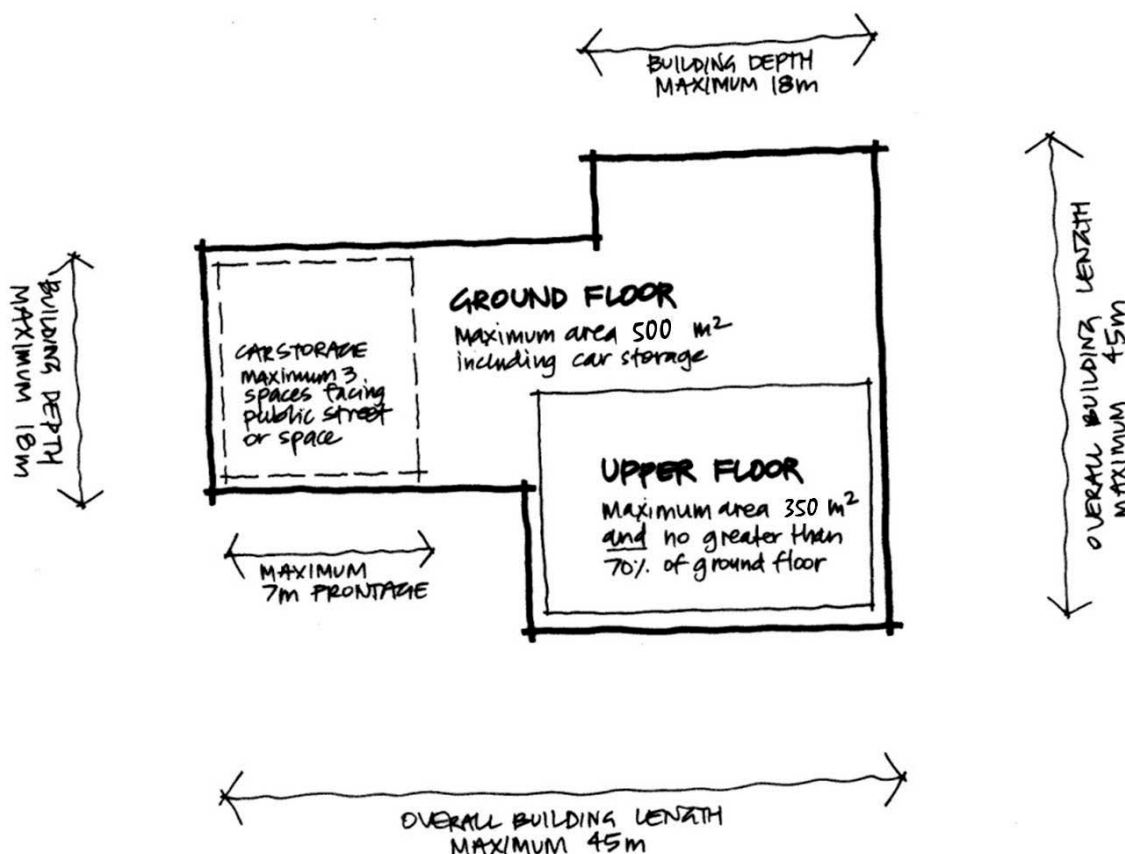 BUILDING DEPTH
MAXIMUM 18m
BUILDING DEPTH
MAXIMUM 18m
GROUND FLOOR
Maximum area 500 m²
including car storage
CAR STORAGE
maximum 3
spaces facing
public street
or space
OVERALL BUILDING LENGTH
MAXIMUM 45m
UPPER FLOOR
Maximum area 350 m²
and no greater than
70% of ground floor
MAXIMUM
7m FRONTAGE
OVERALL BUILDING LENGTH
MAXIMUM 45m